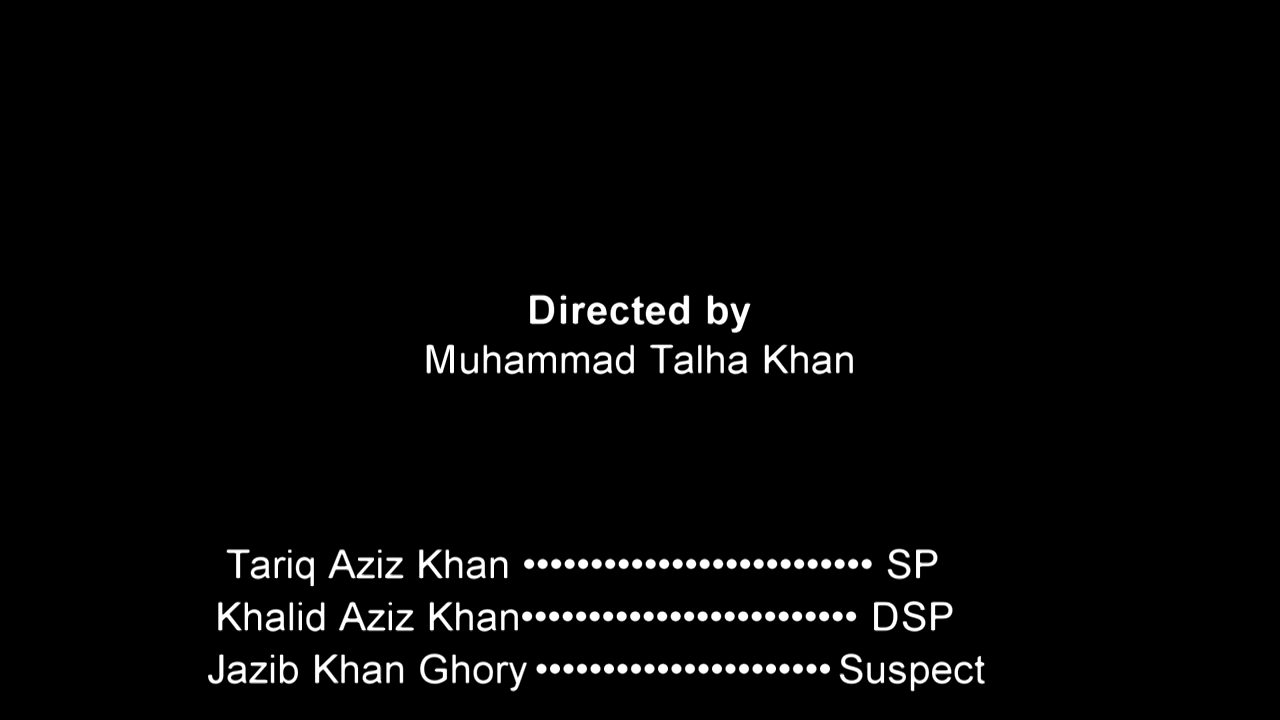 Directed by
Muhammad Talha Khan
Tariq Aziz Khan •••••••••••••••••••••••••• SP
Khalid Aziz Khan••••••••••••••••••••••••• DSP
Jazib Khan Ghory •••••••••••••••••••••• Suspect